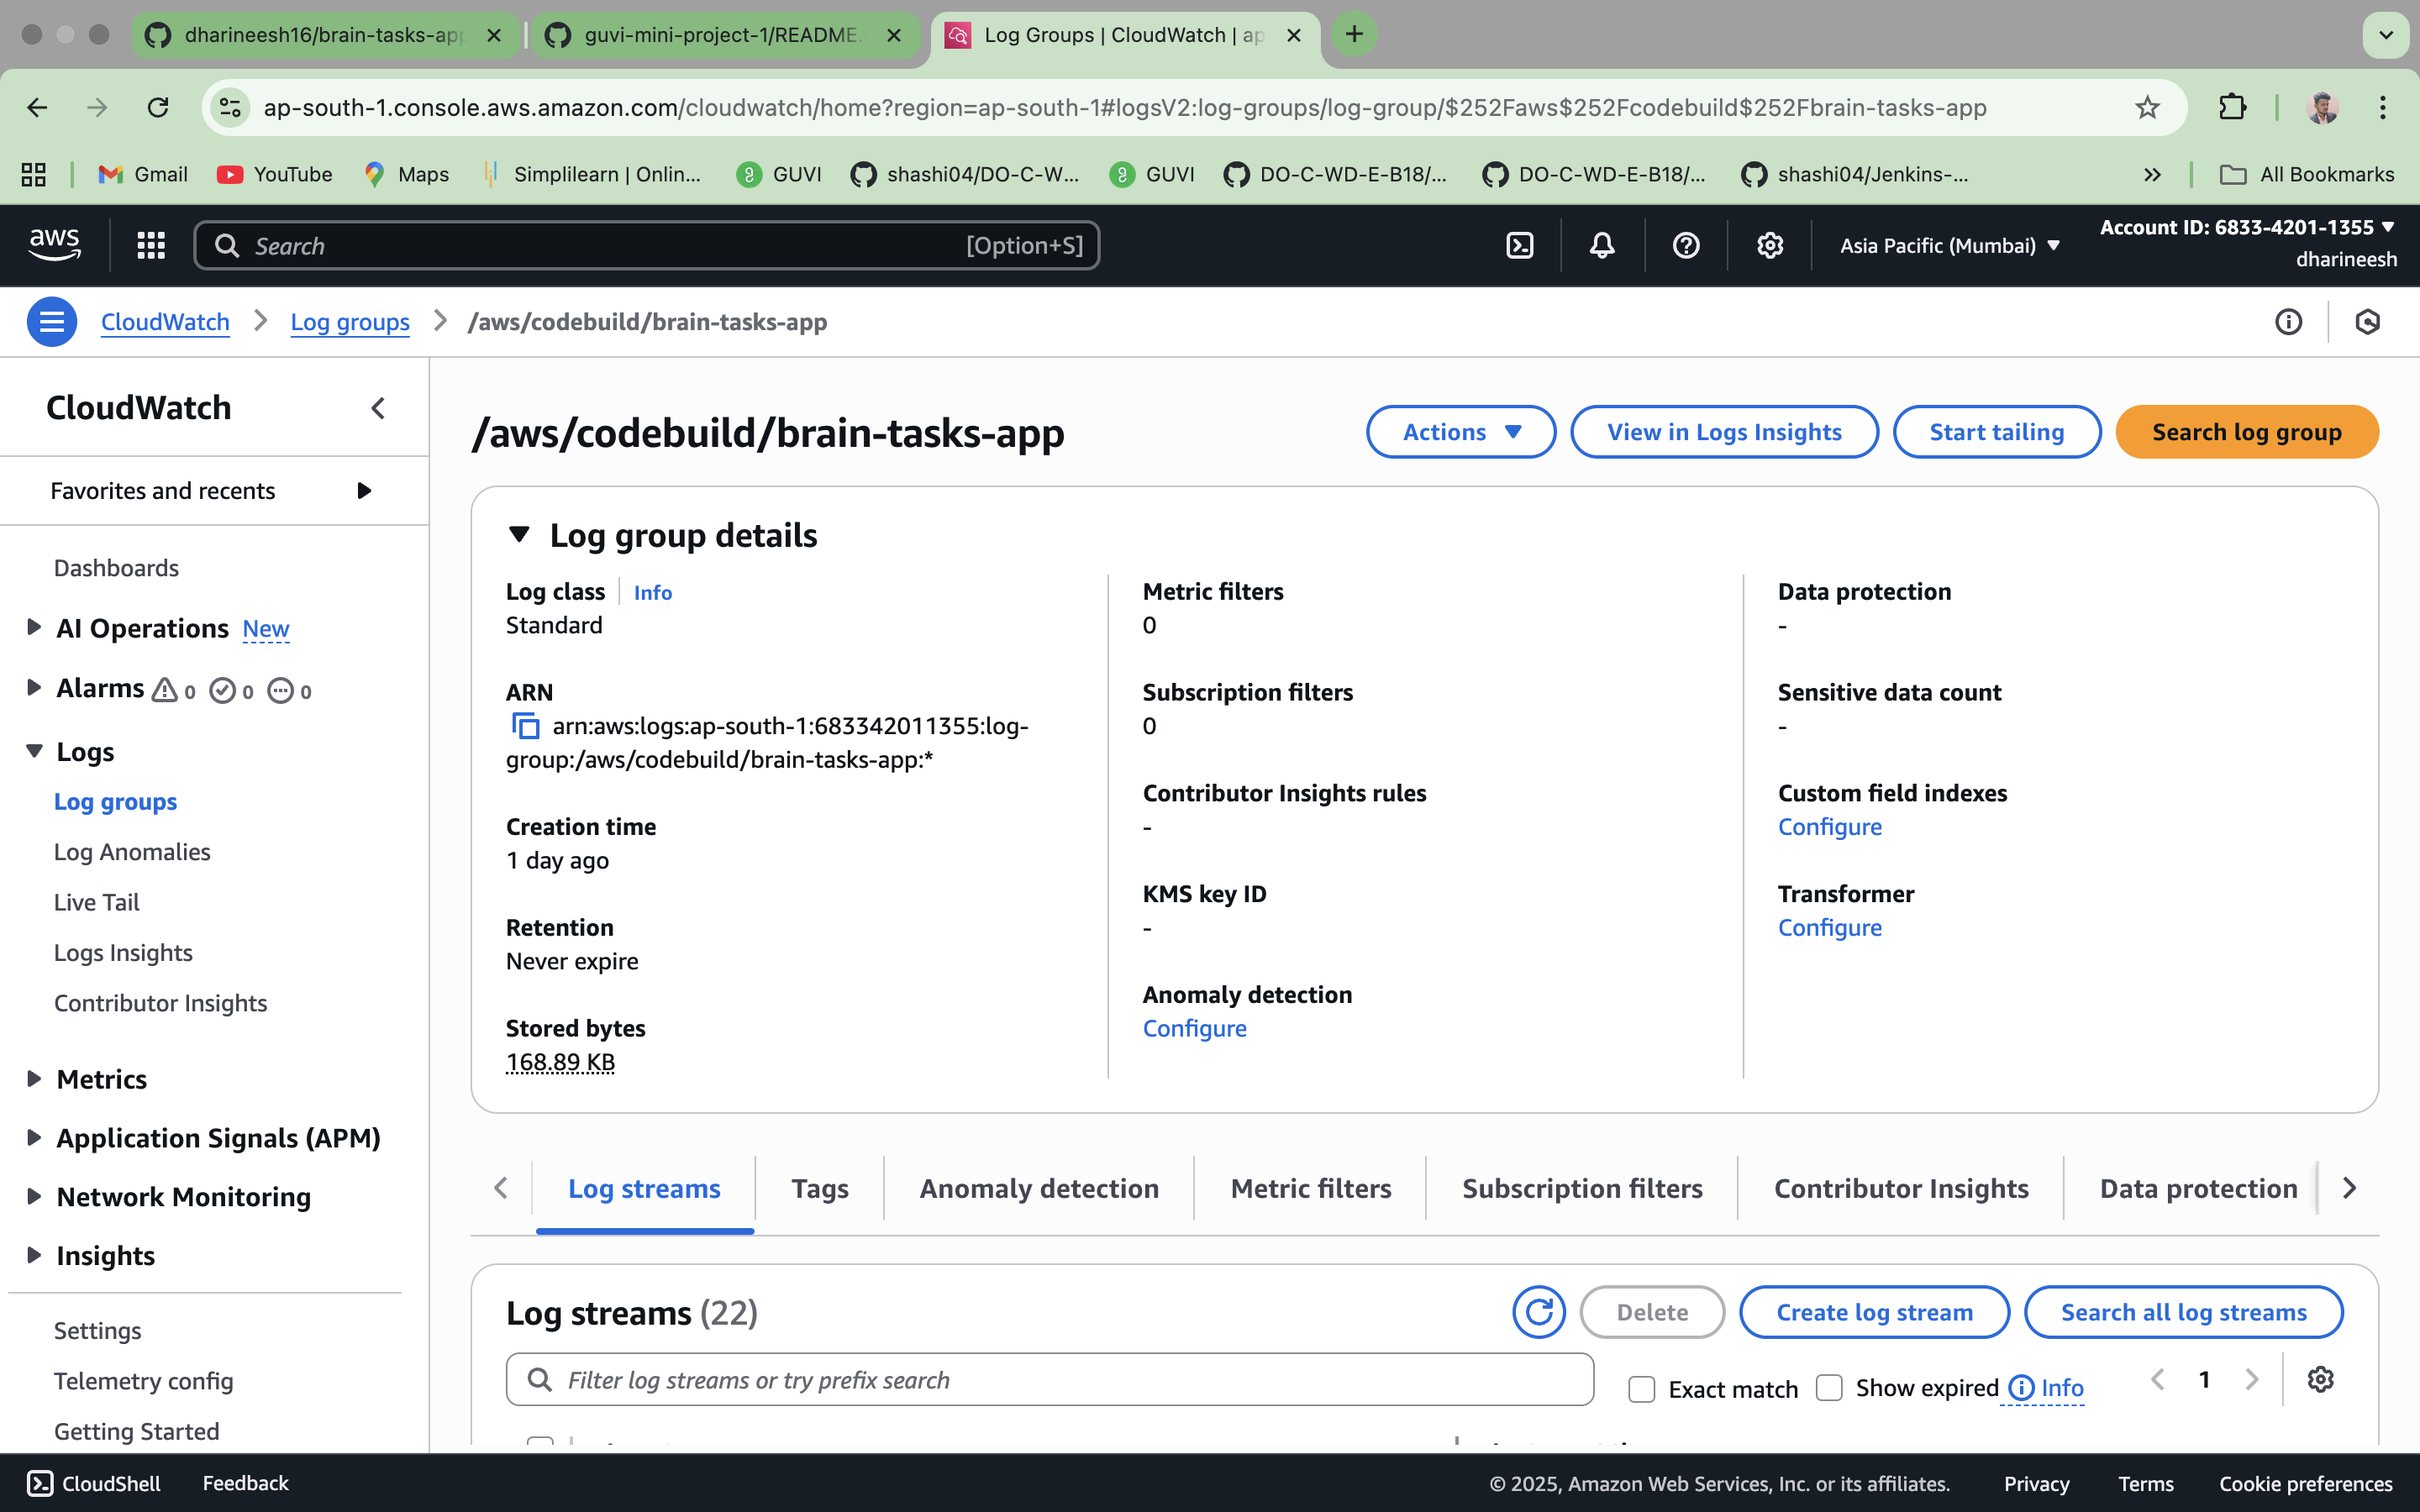 dharineesh16/brain-tasks-app
guvi-mini-project-1/README.
Log Groups | CloudWatch | ap
ap-south-1.console.aws.amazon.com/cloudwatch/home?region=ap-south-1#logsV2:log-groups/log-group/$252Faws$252Fcodebuild$252Fbrain-tasks-app
Gmail
YouTube
Maps
Simplilearn | Onlin...
GUVI
shashi04/DO-C-W...
GUVI
DO-C-WD-E-B18/...
DO-C-WD-E-B18/...
shashi04/Jenkins-...
All Bookmarks
aws
Search
[Option+S]
Asia Pacific (Mumbai)
Account ID: 6833-4201-1355
dharineesh
CloudWatch
Log groups
/aws/codebuild/brain-tasks-app
CloudWatch
Favorites and recents
Dashboards
AI Operations New
Alarms 0 0 0
Logs
Log groups
Log Anomalies
Live Tail
Logs Insights
Contributor Insights
Metrics
Application Signals (APM)
Network Monitoring
Insights
Settings
Telemetry config
Getting Started
/aws/codebuild/brain-tasks-app
Actions
View in Logs Insights
Start tailing
Search log group
Log group details
Log class Info
Standard
ARN
arn:aws:logs:ap-south-1:683342011355:log-
group:/aws/codebuild/brain-tasks-app:*
Creation time
1 day ago
Retention
Never expire
Stored bytes
168.89 KB
Metric filters
0
Subscription filters
0
Contributor Insights rules
-
KMS key ID
-
Anomaly detection
Configure
Data protection
-
Sensitive data count
-
Custom field indexes
Configure
Transformer
Configure
Log streams
Tags
Anomaly detection
Metric filters
Subscription filters
Contributor Insights
Data protection
Log streams (22)
Delete
Create log stream
Search all log streams
Filter log streams or try prefix search
Exact match
Show expired
Info
1
CloudShell
Feedback
© 2025, Amazon Web Services, Inc. or its affiliates.
Privacy
Terms
Cookie preferences